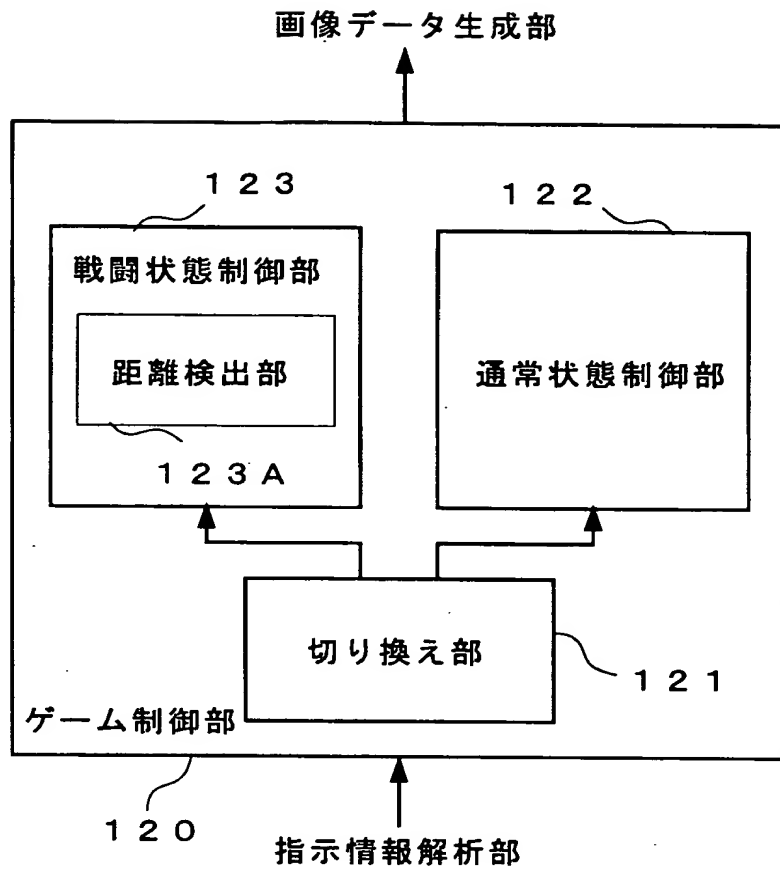 画像データ生成部
123
122
戦闘状態制御部
距離検出部
通常状態制御部
123A
切り換え部
121
ゲーム制御部
120
指示情報解析部